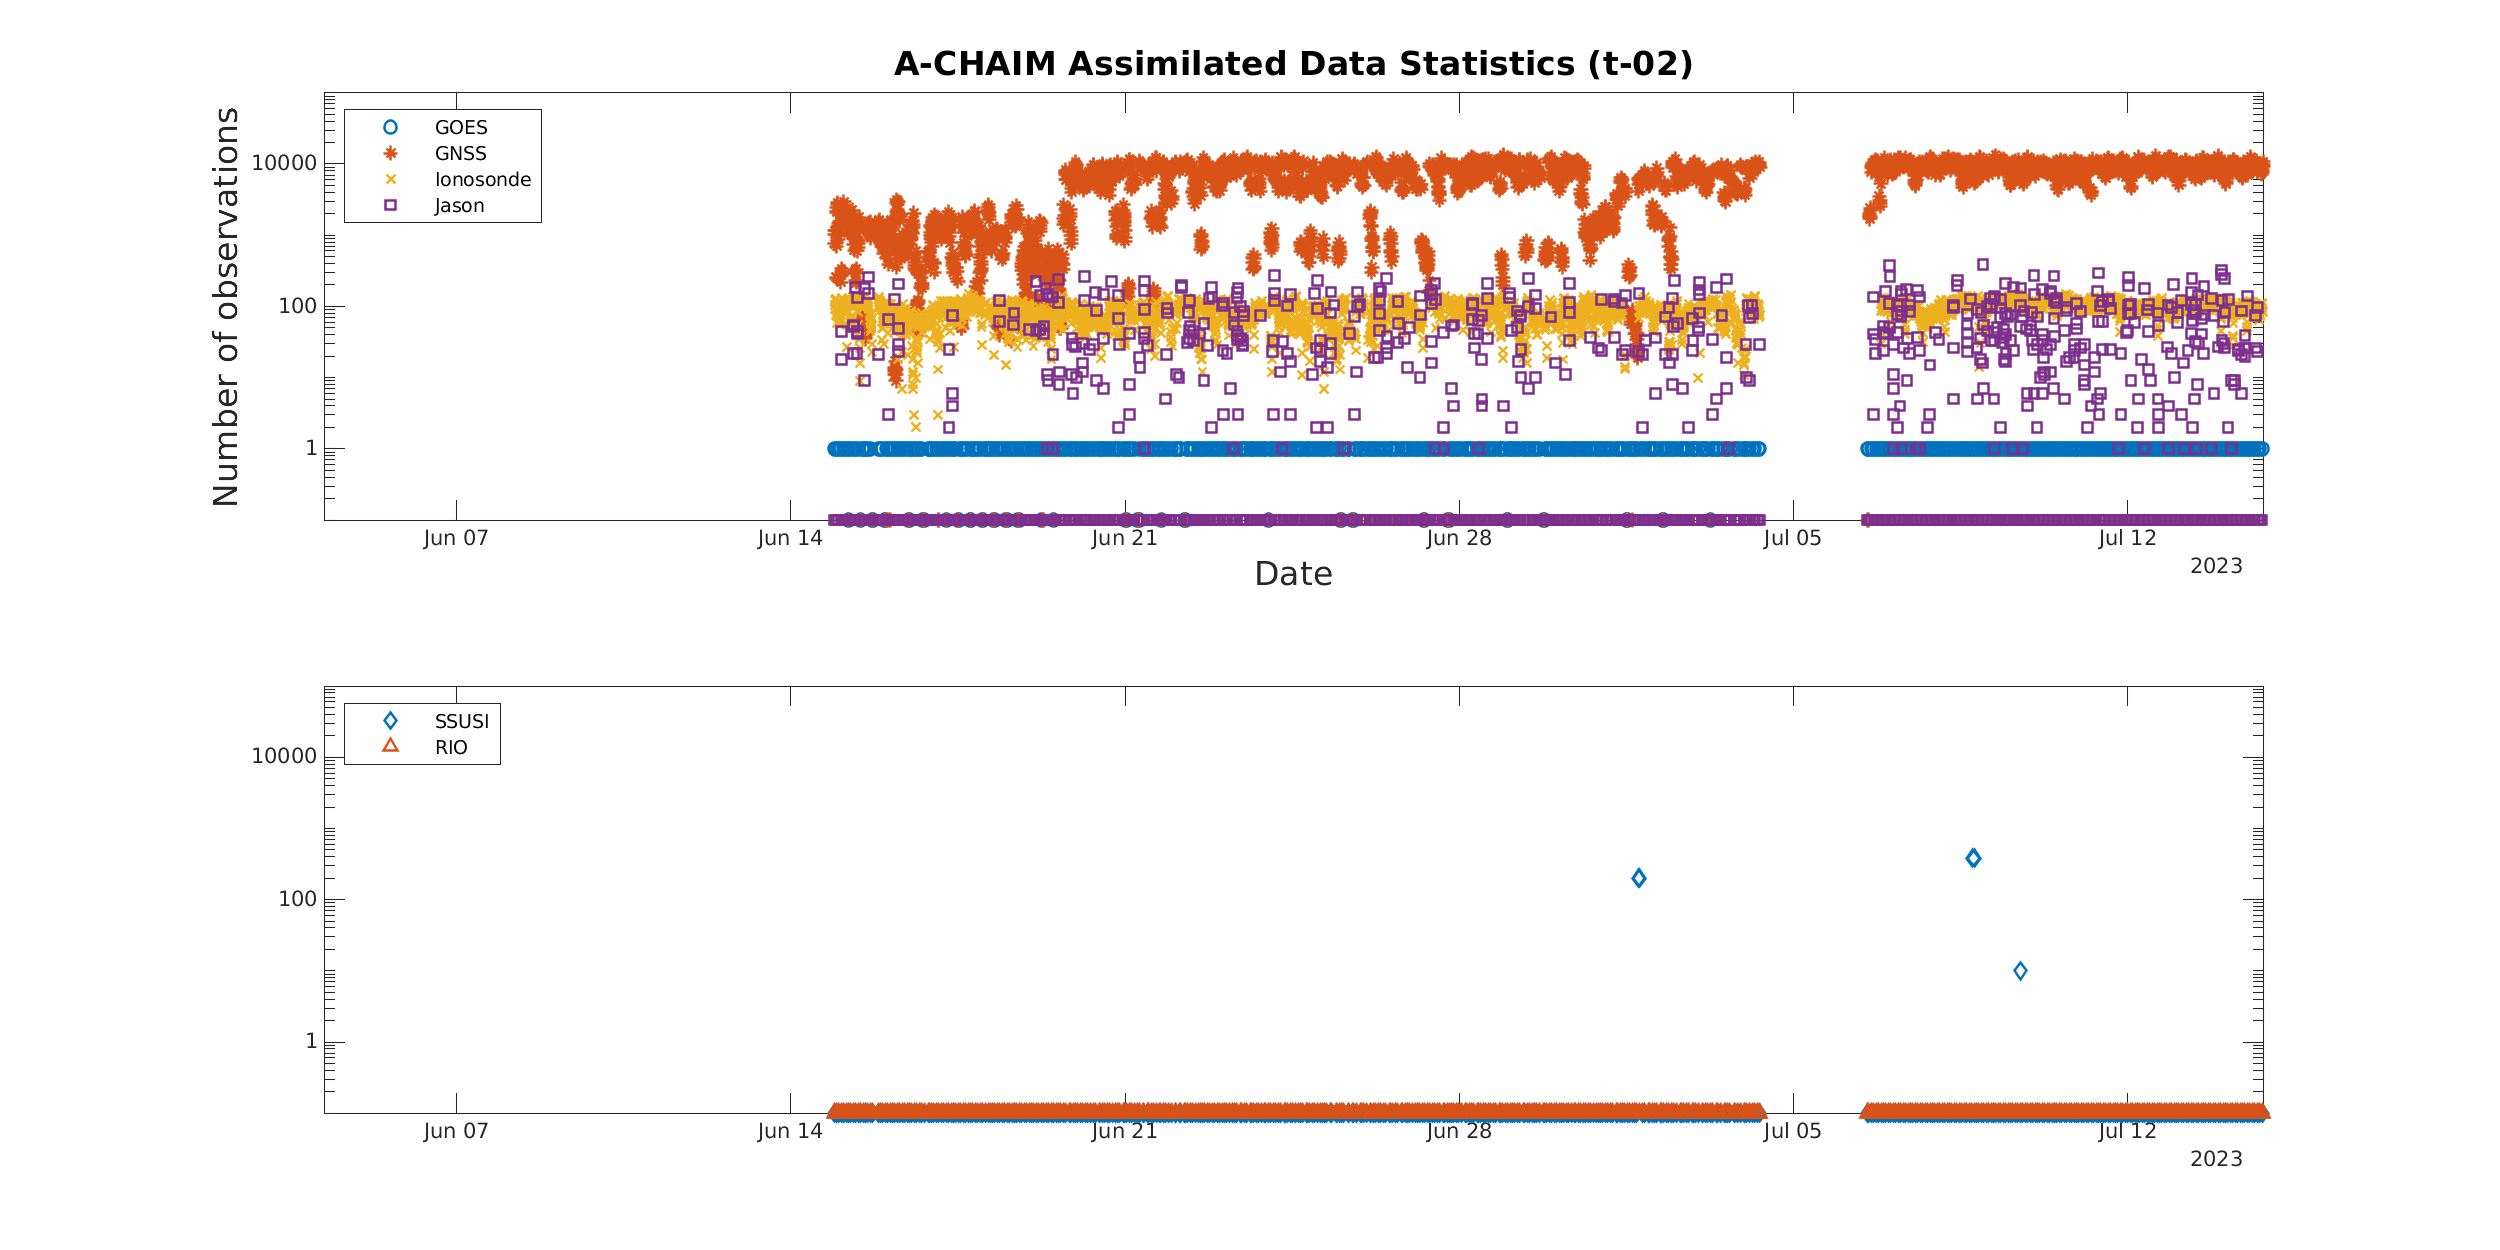 A-CHAIM Assimilated Data Statistics (t-02)
Number of observations
10000
100
1
GOES
GNSS
Ionosonde
Jason
Jun 07 Jun 14 Jun 21 Jun 28 Jul 05 Jul 12
2023
Date
10000
100
1
SSUSI
RIO
Jun 07 Jun 14 Jun 21 Jun 28 Jul 05 Jul 12
2023